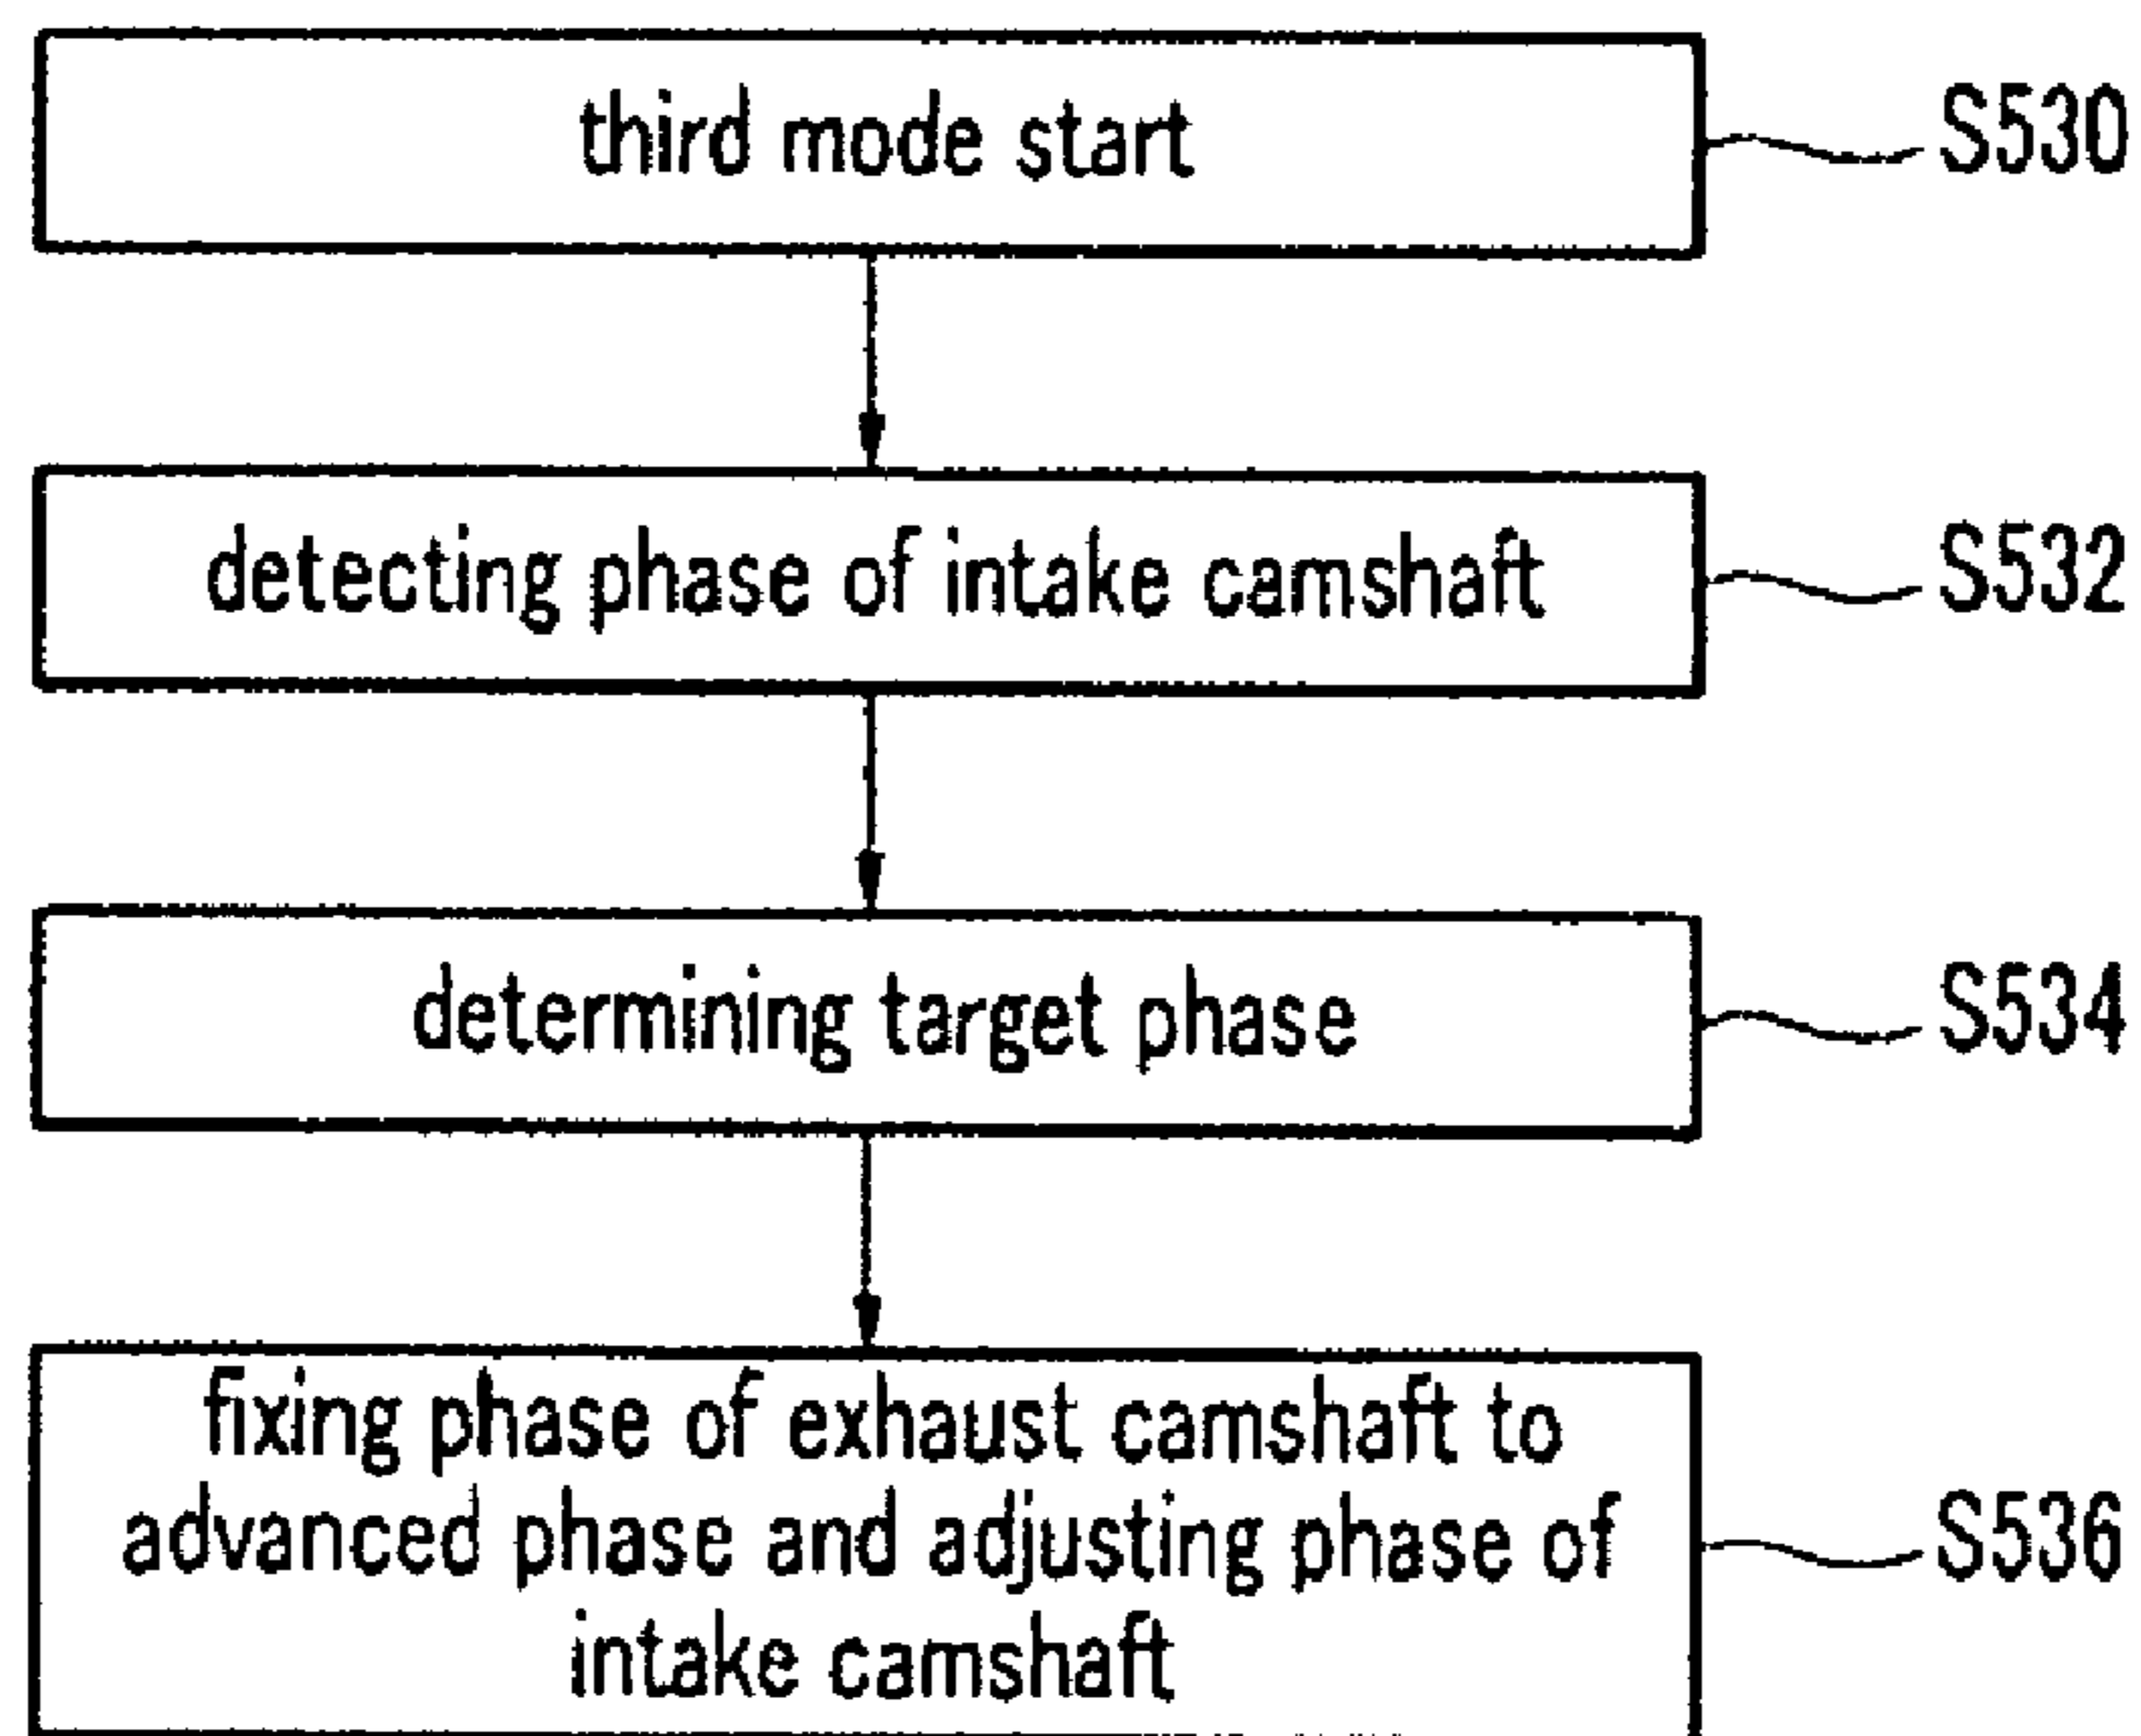 third mode start
S530
detecting phase of intake camshaft
S532
determining target phase
S534
fixing phase of exhaust camshaft to
advanced phase and adjusting phase of
intake camshaft
S536